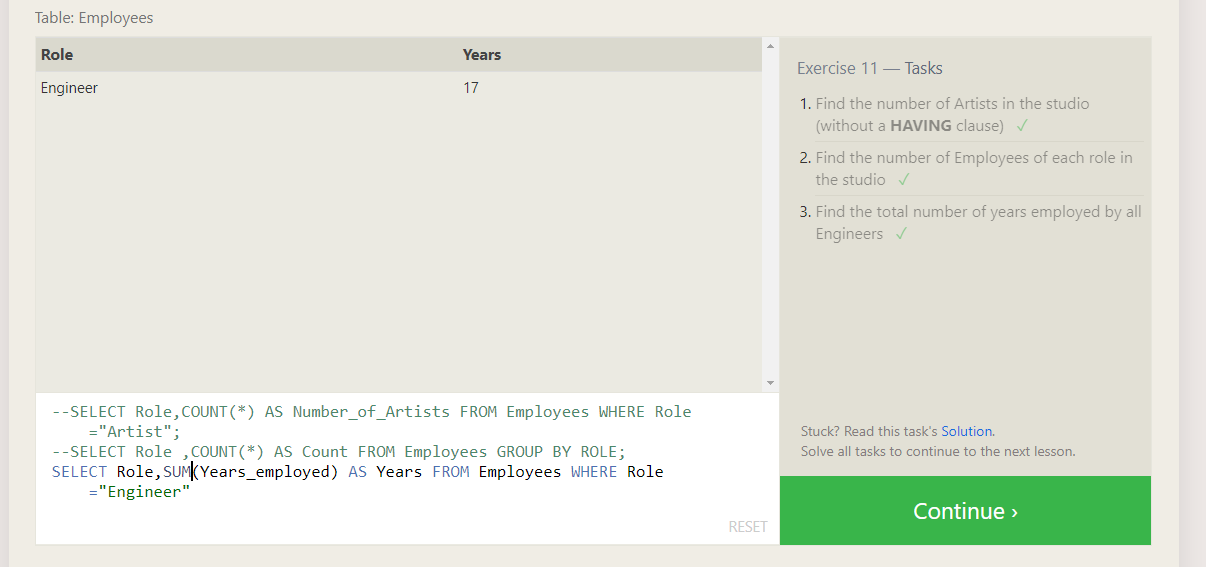 Table: Employees
Role Years
Engineer 17
Exercise 11 — Tasks
1. Find the number of Artists in the studio
(without a HAVING clause) ✓
2. Find the number of Employees of each role in
the studio ✓
3. Find the total number of years employed by all
Engineers ✓
Stuck? Read this task's Solution.
Solve all tasks to continue to the next lesson.
Continue ›
--SELECT Role,COUNT(*) AS Number_of_Artists FROM Employees WHERE Role
="Artist";
--SELECT Role ,COUNT(*) AS Count FROM Employees GROUP BY ROLE;
SELECT Role,SUM(Years_employed) AS Years FROM Employees WHERE Role
="Engineer"
RESET